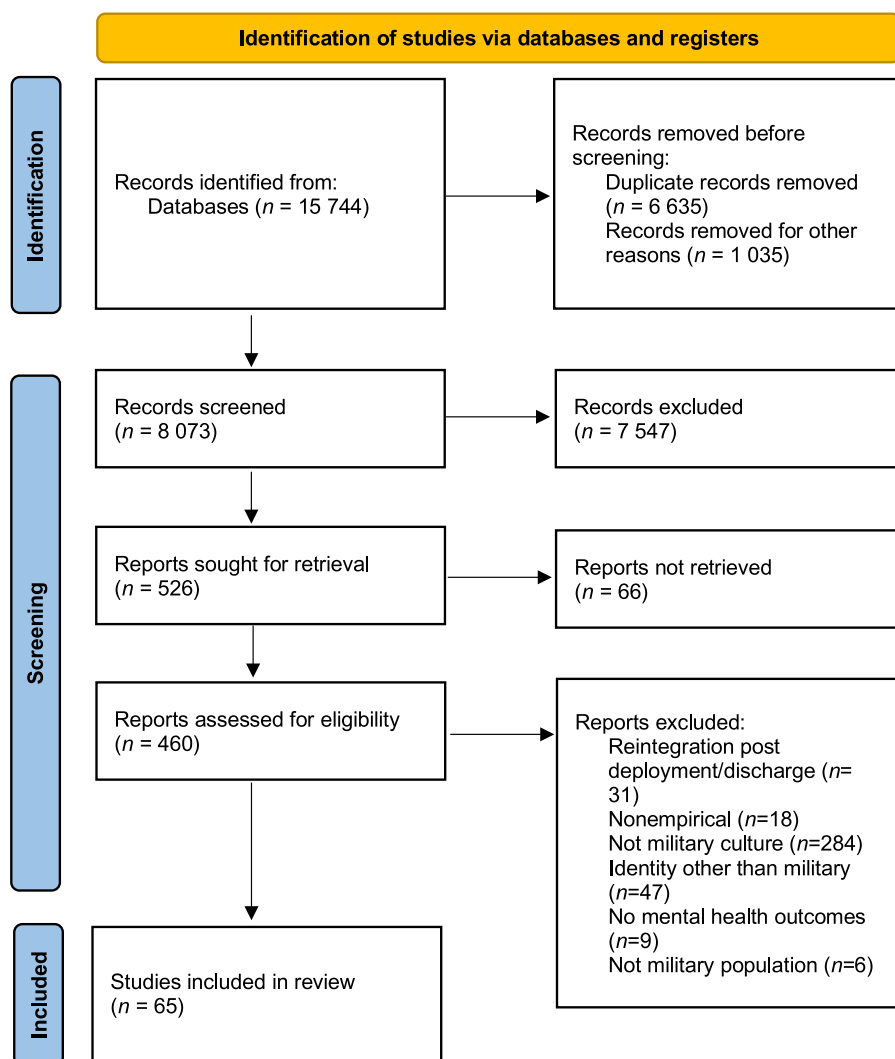 Identification of studies via databases and registers
Identification
Records identified from:
Databases (n = 15 744)
Records removed before
screening:
Duplicate records removed
(n = 6 635)
Records removed for other
reasons (n = 1 035)
Screening
Records screened
(n = 8 073)
Records excluded
(n = 7 547)
Reports sought for retrieval
(n = 526)
Reports not retrieved
(n = 66)
Reports assessed for eligibility
(n = 460)
Reports excluded:
Reintegration post
deployment/discharge (n=
31)
Nonempirical (n=18)
Not military culture (n=284)
Identity other than military
(n=47)
No mental health outcomes
(n=9)
Not military population (n=6)
Included
Studies included in review
(n = 65)